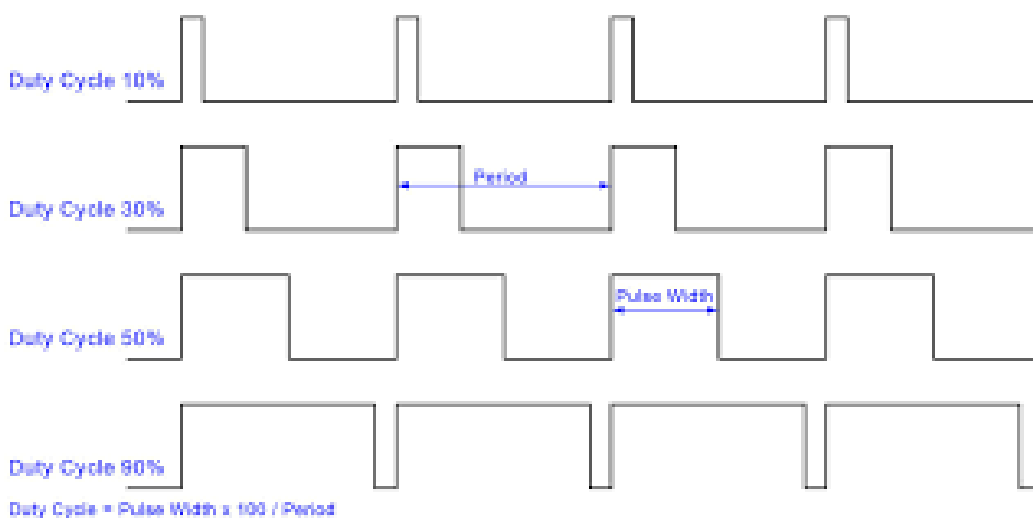 Duty Cycle 10%
Period
Duty Cycle 30%
Pulse Width
Duty Cycle 50%
Duty Cycle 90%
Duty Cycle = Pulse Width x 100 / Period